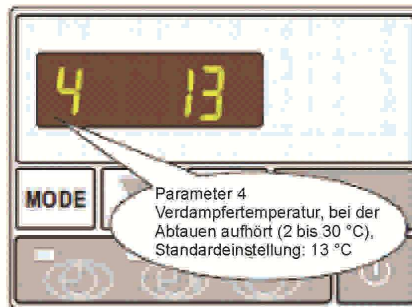 4 13
MODE
Parameter 4
Verdampfertemperatur, bei der
Abtauen aufhört (2 bis 30 °C),
Standardeinstellung: 13 °C